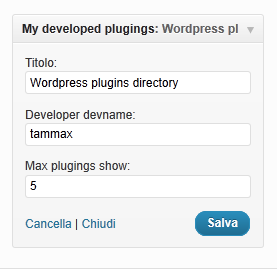 My developed plugings: Wordpress pl
Titolo:
Wordpress plugins directory
Developer devname:
tammax
Max plugings show:
5
Cancella | Chiudi Salva